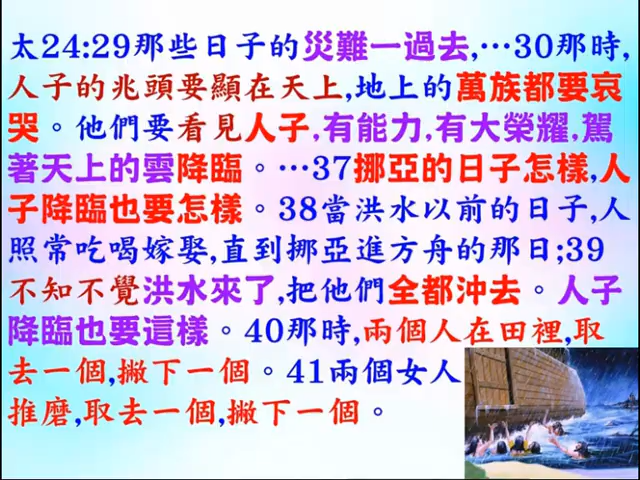 太24:29那些日子的災難一過去,…30那時,
人子的兆頭要顯在天上,地上的萬族都要哀
哭。他們要看見人子,有能力,有大榮耀,駕
著天上的雲降臨。…37挪亞的日子怎樣,人
子降臨也要怎樣。38當洪水以前的日子,人
照常吃喝嫁娶,直到挪亞進方舟的那日;39
不知不覺洪水來了,把他們全都沖去。人子
降臨也要這樣。40那時,兩個人在田裡,取
去一個,撇下一個。41兩個女人
推磨,取去一個,撇下一個。